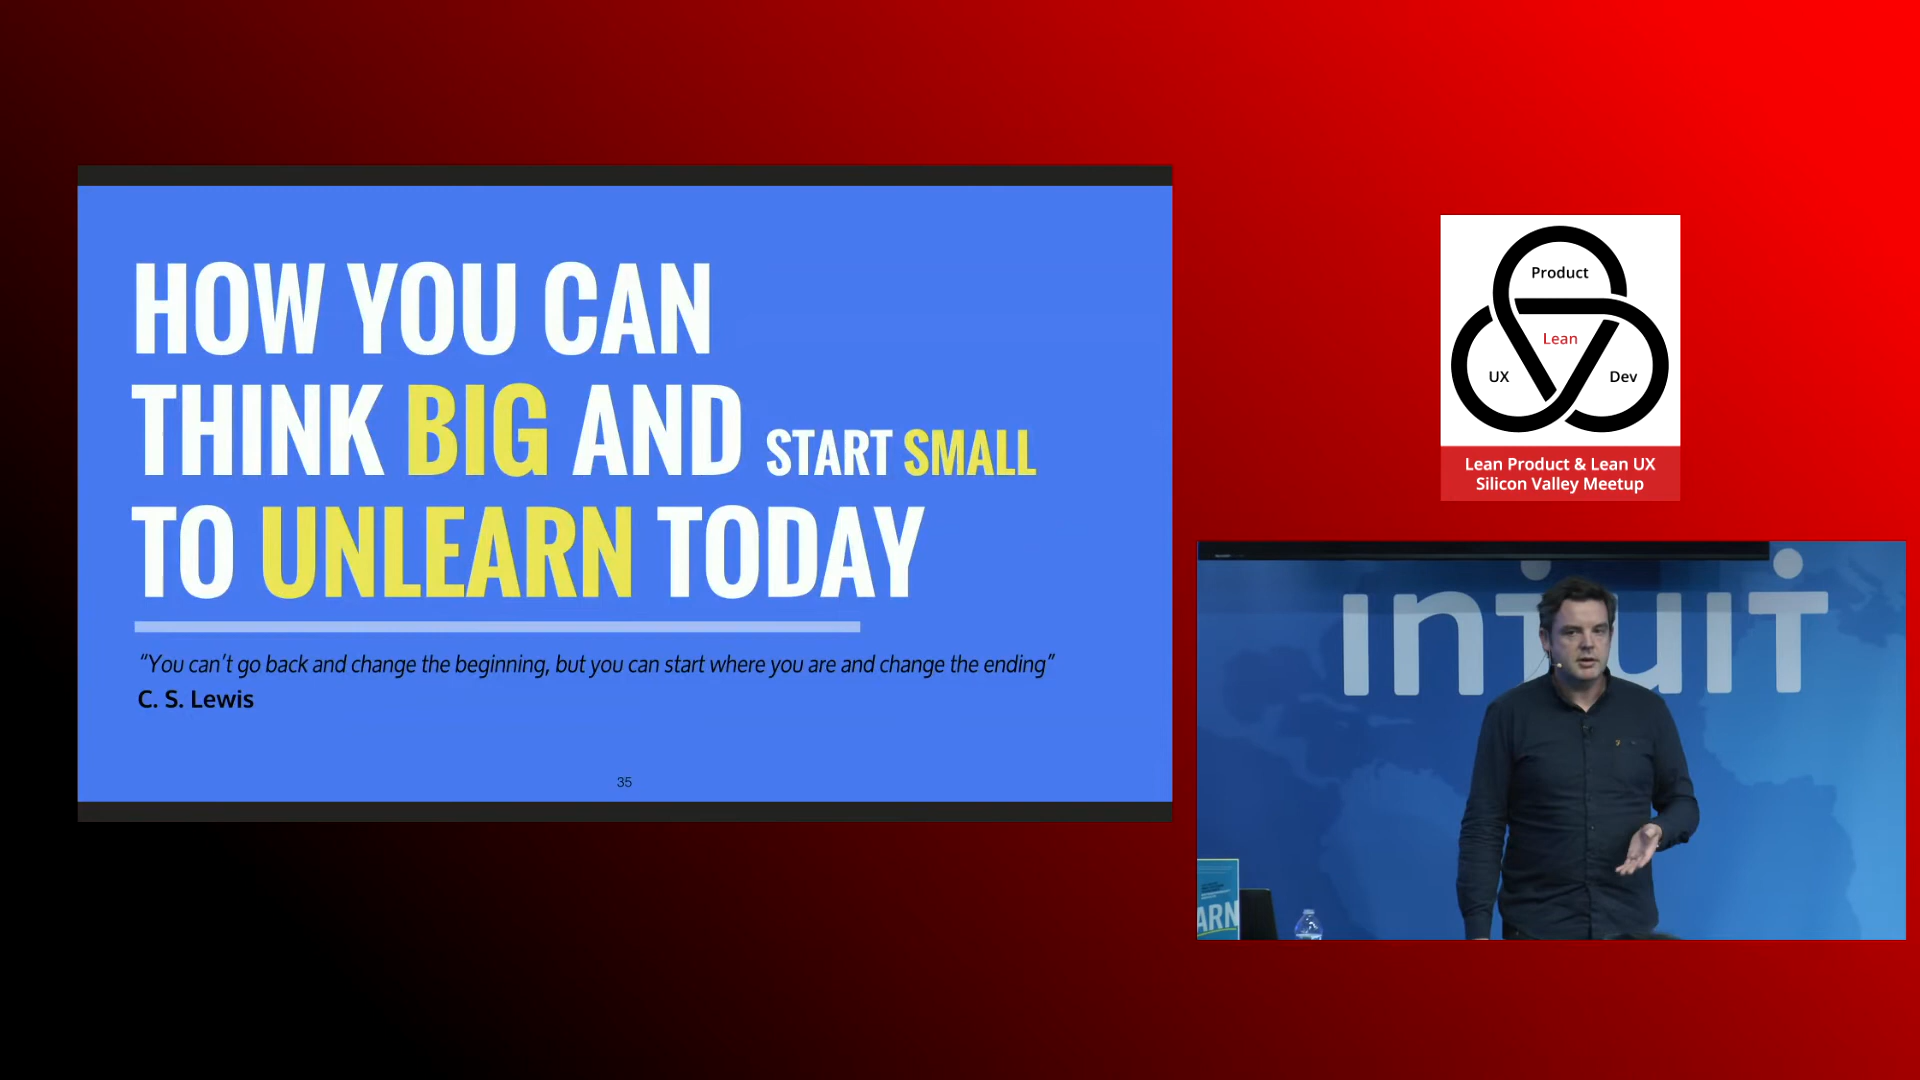 HOW YOU CAN
THINK BIG AND START SMALL
TO UNLEARN TODAY
“You can’t go back and change the beginning, but you can start where you are and change the ending”
C. S. Lewis
35
Product
Lean
UX
Dev
Lean Product & Lean UX
Silicon Valley Meetup
intuit
ARN